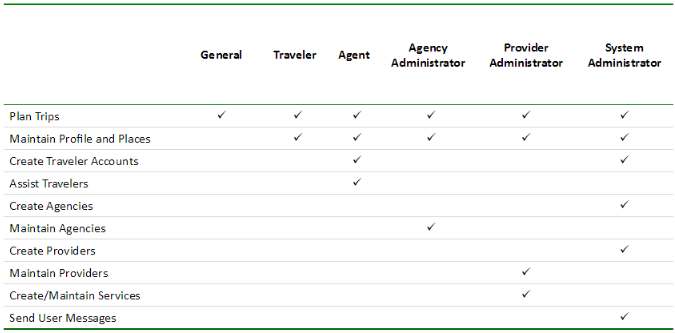 General Traveler Agent Agency Administrator Provider Administrator System Administrator
Plan Trips ✓ ✓ ✓ ✓ ✓ ✓
Maintain Profile and Places ✓ ✓ ✓ ✓ ✓
Create Traveler Accounts ✓ ✓
Assist Travelers ✓
Create Agencies ✓
Maintain Agencies ✓
Create Providers ✓
Maintain Providers ✓
Create/Maintain Services ✓
Send User Messages ✓